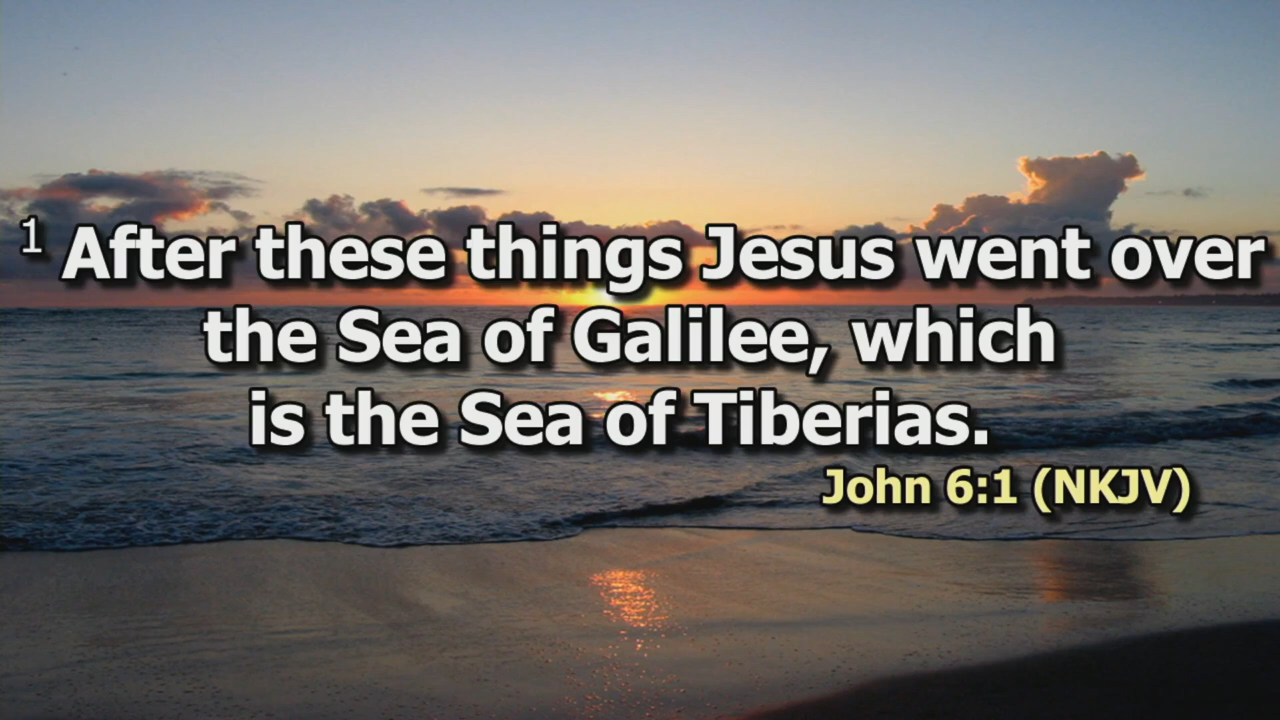 1 After these things Jesus went over
the Sea of Galilee, which
is the Sea of Tiberias.
John 6:1 (NKJV)